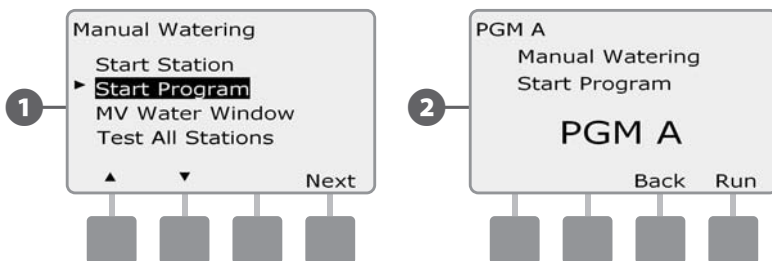 Manual Watering
Start Station
Start Program
MV Water Window
Test All Stations
Next
1
PGM A
Manual Watering
Start Program
PGM A
Back Run
2